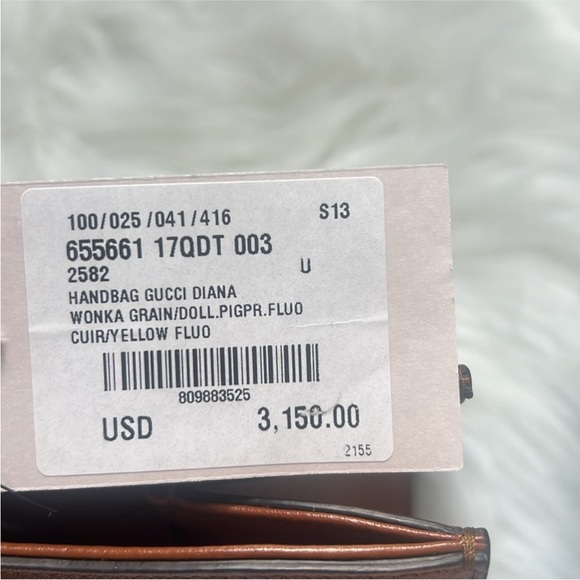 100/025/041/416 S13
655661 17QDT 003
2582 U
HANDBAG GUCCI DIANA
WONKA GRAIN/DOLL.PIGPR.FLUO
CUIR/YELLOW FLUO
809883525
USD 3,150.00
2155